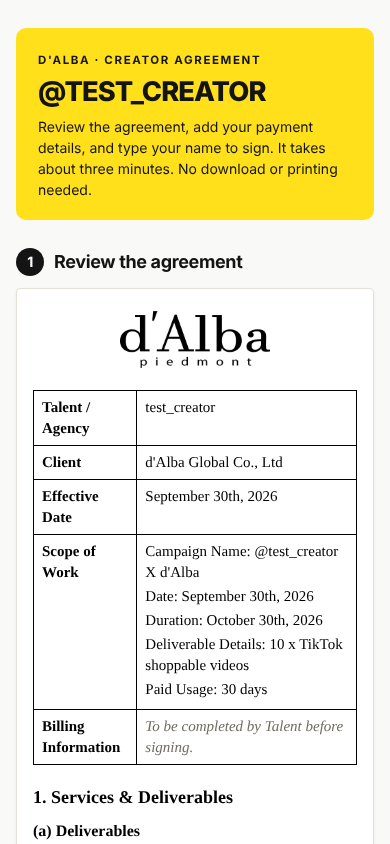 D'ALBA · CREATOR AGREEMENT
@TEST_CREATOR
Review the agreement, add your payment
details, and type your name to sign. It takes
about three minutes. No download or printing
needed.
1 Review the agreement
d'Alba
piedmont
Talent / test_creator
Agency
Client d'Alba Global Co., Ltd
Effective September 30th, 2026
Date
Scope of Campaign Name: @test_creator
Work X d'Alba
Date: September 30th, 2026
Duration: October 30th, 2026
Deliverable Details: 10 x TikTok
shoppable videos
Paid Usage: 30 days
Billing To be completed by Talent before
Information signing.
1. Services & Deliverables
(a) Deliverables